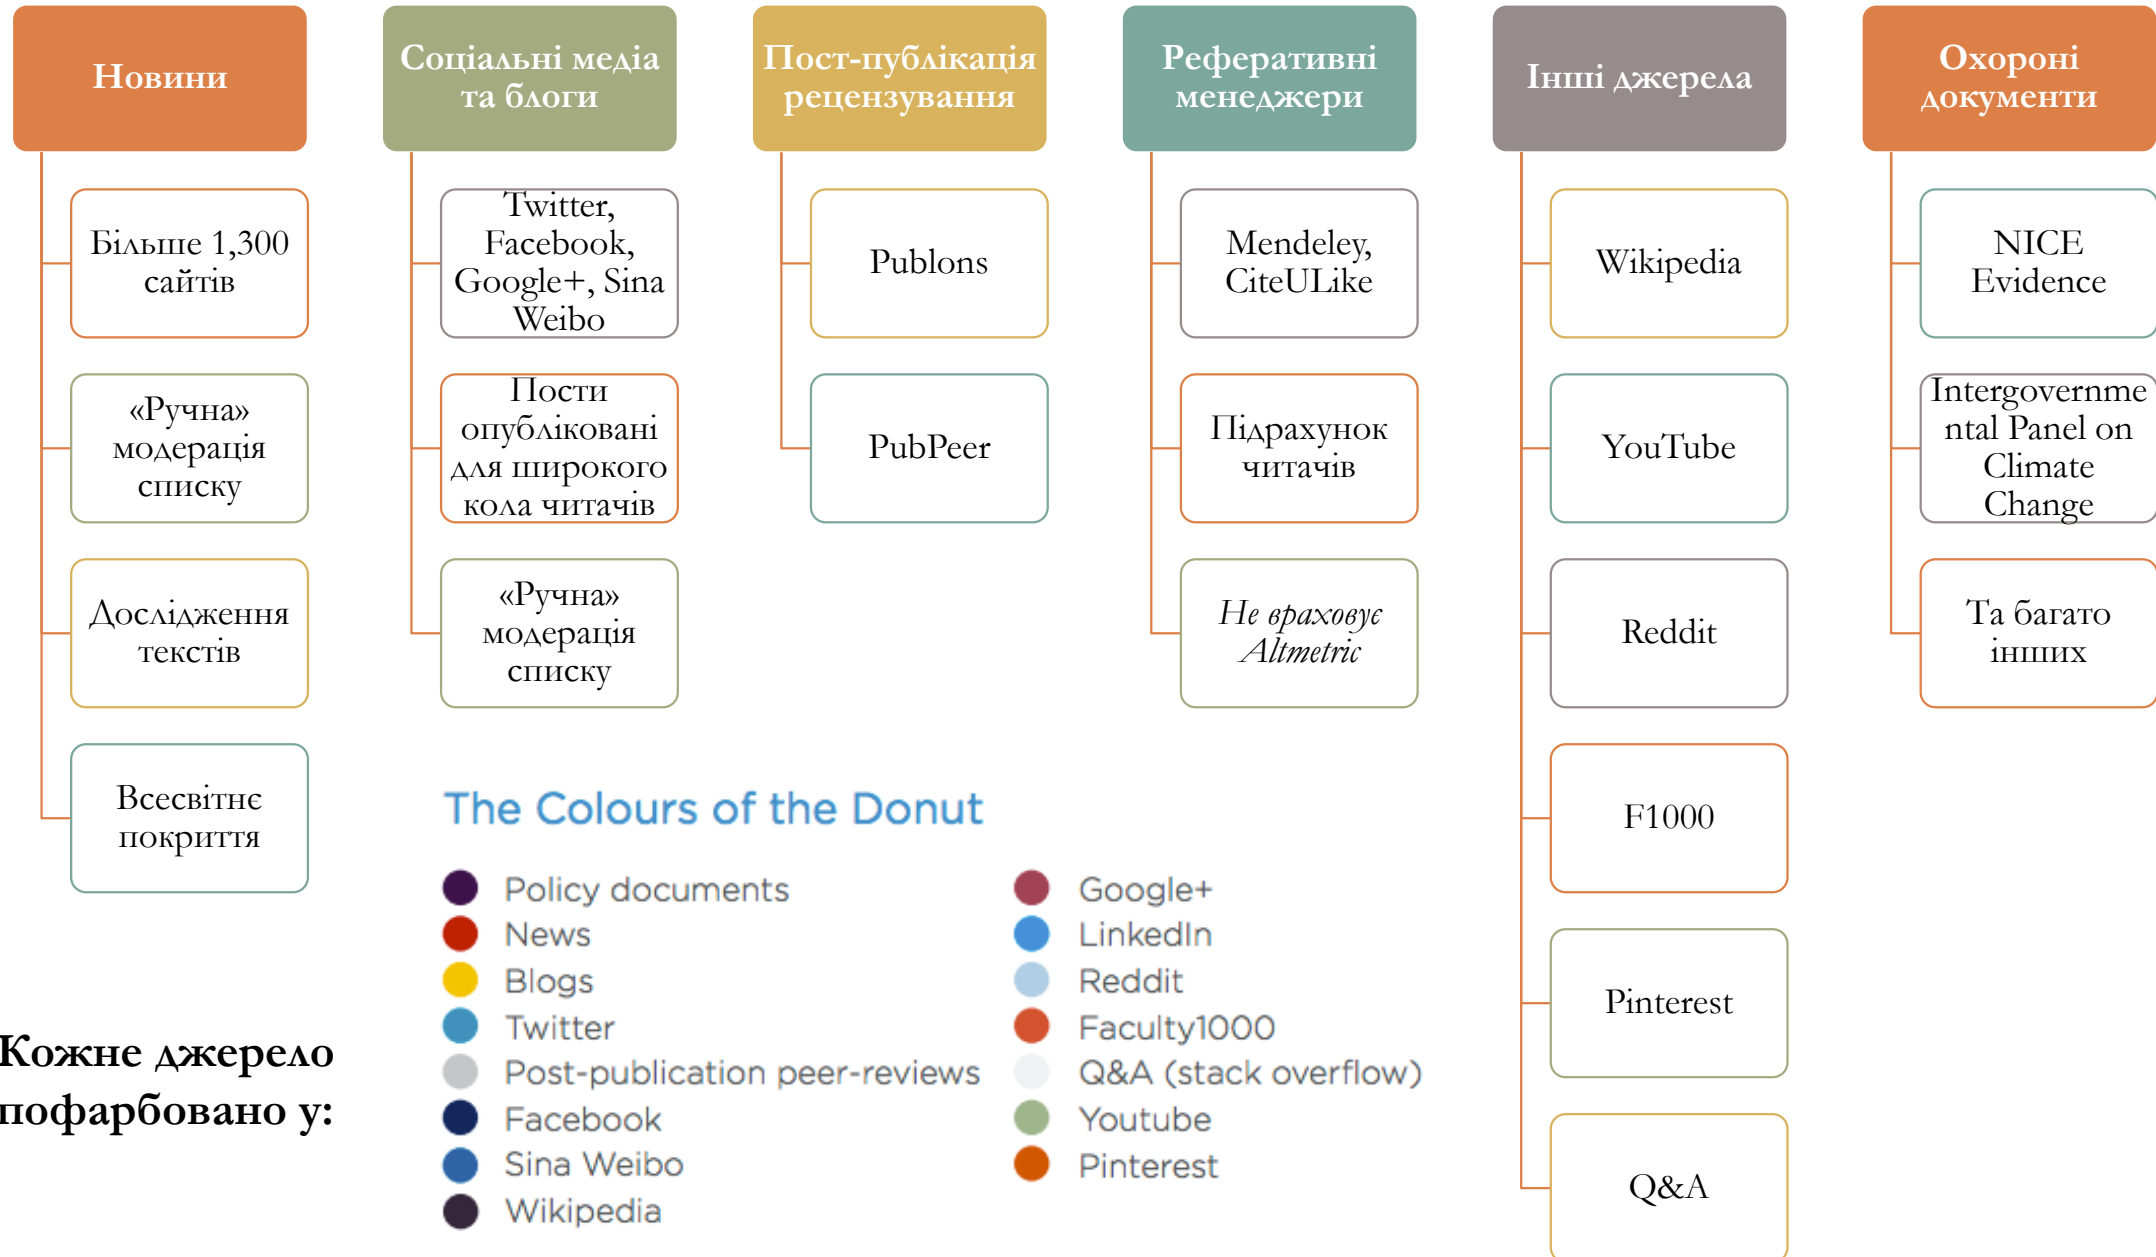 Новини
Більше 1,300
сайтів
«Ручна»
модерація
списку
Дослідження
текстів
Всесвітнє
покриття
Соціальні медіа
та блоги
Twitter,
Facebook,
Google+, Sina
Weibo
Пости
опубліковані
для широкого
кола читачів
«Ручна»
модерація
списку
Пост-публікація
рецензування
Publons
PubPeer
Реферативні
менеджери
Mendeley,
CiteULike
Підрахунок
читачів
Не враховує
Altmetric
Інші джерела
Wikipedia
YouTube
Reddit
F1000
Pinterest
Q&A
Охороні
документи
NICE
Evidence
Intergovernme
ntal Panel on
Climate
Change
Та багато
інших
Кожне джерело
пофарбовано у:
The Colours of the Donut
Policy documents
News
Blogs
Twitter
Post-publication peer-reviews
Facebook
Sina Weibo
Wikipedia
Google+
LinkedIn
Reddit
Faculty1000
Q&A (stack overflow)
Youtube
Pinterest